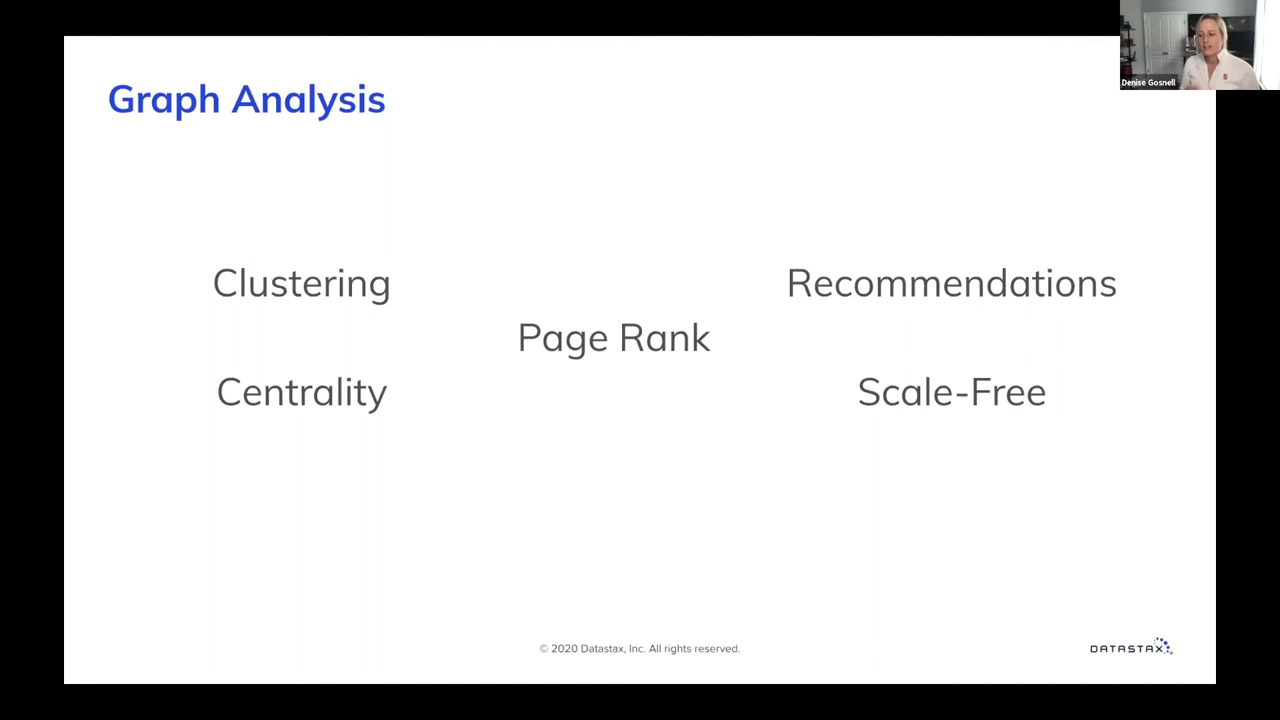 Denise Gosnell
Graph Analysis
Clustering
Recommendations
Page Rank
Centrality
Scale-Free
© 2020 Datastax, Inc. All rights reserved.
DATASTAX